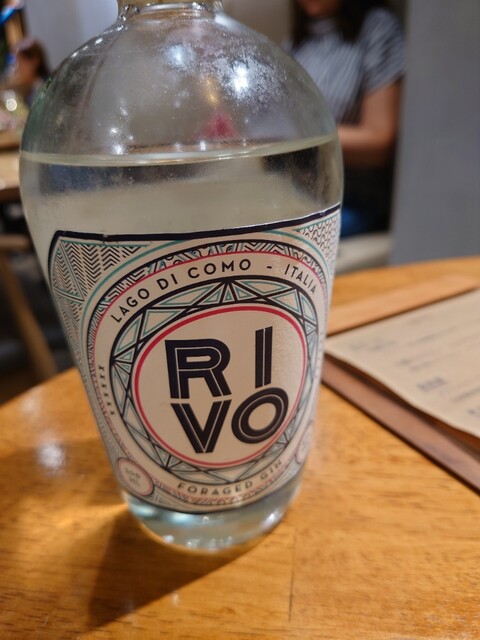 LAGO DI COMO - ITALIA
RI
VO
FORAGED GIN